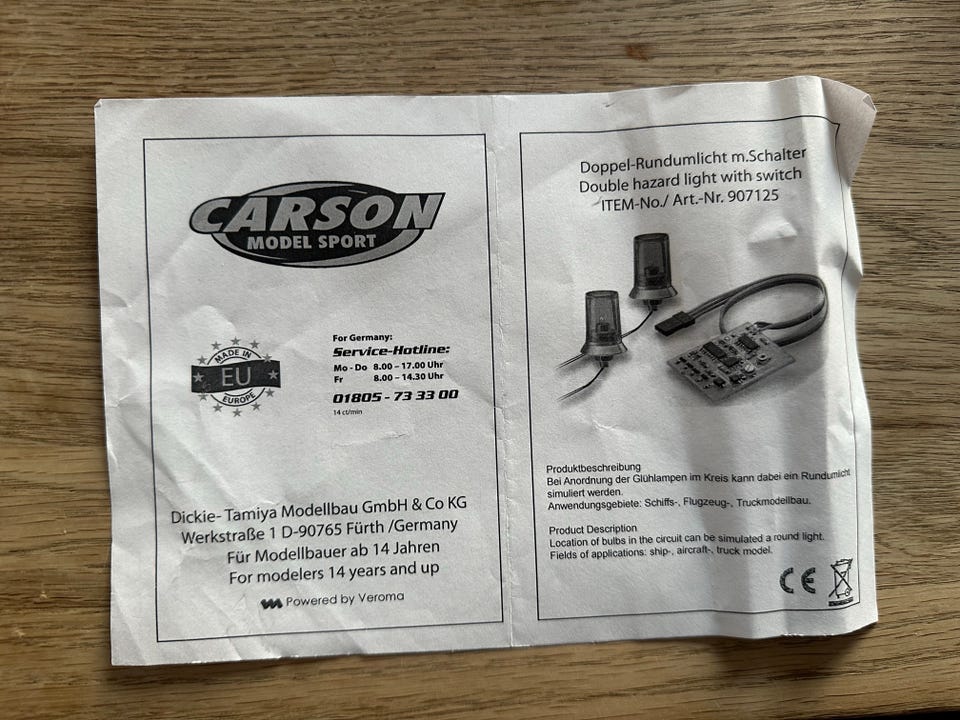 CARSON
MODEL SPORT
MADE IN
EU
EUROPE
For Germany:
Service-Hotline:
Mo - Do 8.00 – 17.00 Uhr
Fr 8.00 – 14.30 Uhr
01805 - 73 33 00
14 ct/min
Dickie- Tamiya Modellbau GmbH & Co KG
Werkstraße 1 D-90765 Fürth /Germany
Für Modellbauer ab 14 Jahren
For modelers 14 years and up
Powered by Veroma
Doppel-Rundumlicht m.Schalter
Double hazard light with switch
ITEM-No./ Art.-Nr. 907125
Produktbeschreibung
Bei Anordnung der Glühlampen im Kreis kann dabei ein Rundumlicht
simuliert werden.
Anwendungsgebiete: Schiffs-, Flugzeug-, Truckmodellbau.
Product Description
Location of bulbs in the circuit can be simulated a round light.
Fields of applications: ship-, aircraft-, truck model.
CE